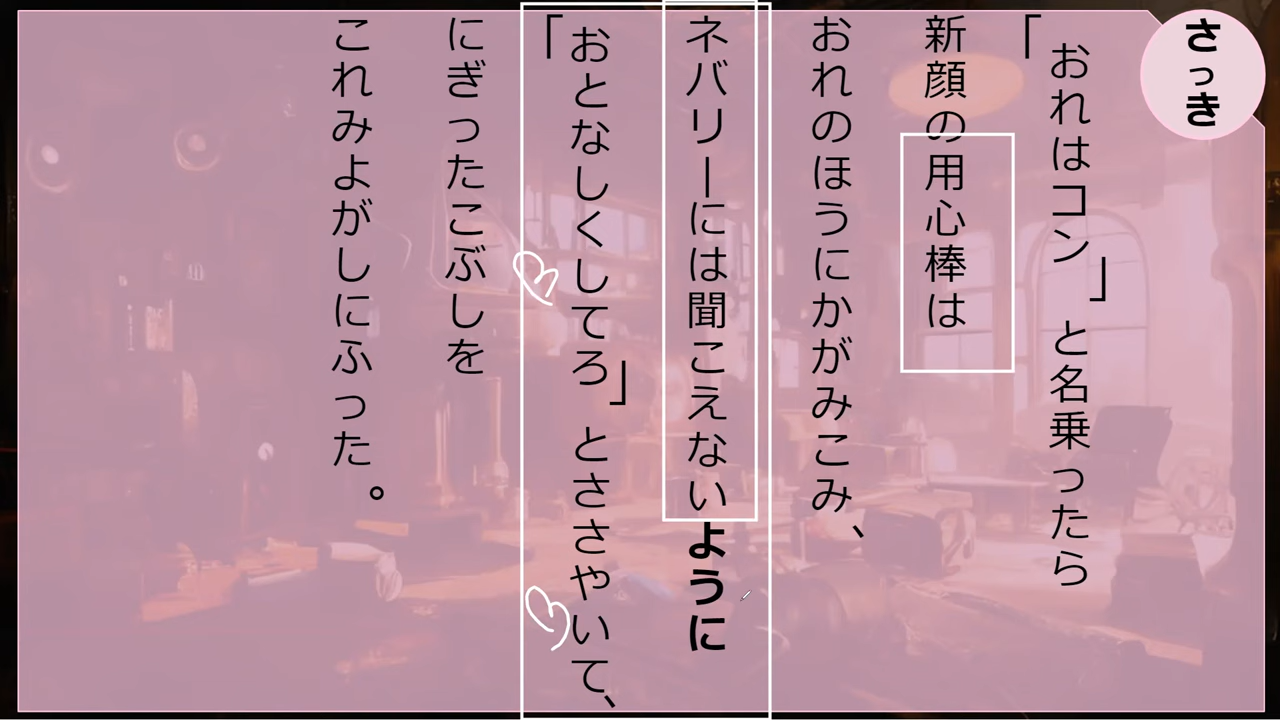 さっき
「おれはコン」と名乗ったら
新顔の用心棒は
おれのほうにかがみこみ、
ネバリーには聞こえないように
「おとなしくしてろ」とささやいて、
にぎったこぶしを
これみよがしにふった。